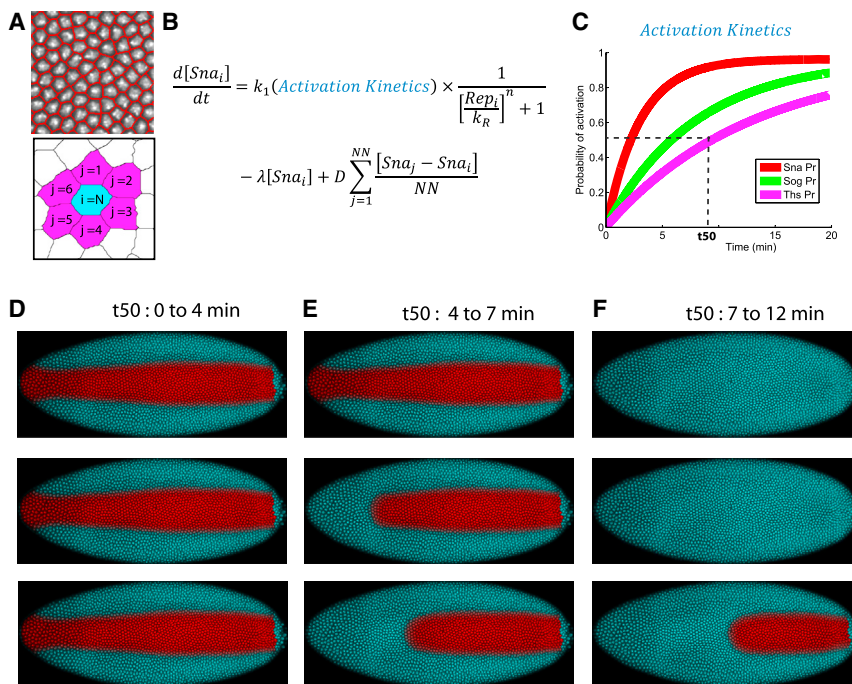 A
B
C
j=1
j=6
j=2
i=N
j=5
j=3
j=4
d[Sna_i]/dt = k_1(Activation Kinetics) × 1/([Rep_i/k_R]^n + 1)
− λ[Sna_i] + D ∑_{j=1}^{NN} [Sna_j − Sna_i]/NN
Activation Kinetics
Probability of activation
1
0.8
0.6
0.4
0.2
0
Sna Pr
Sog Pr
Ths Pr
0
5
t50
15
20
Time (min)
D
t50 : 0 to 4 min
E
t50 : 4 to 7 min
F
t50 : 7 to 12 min